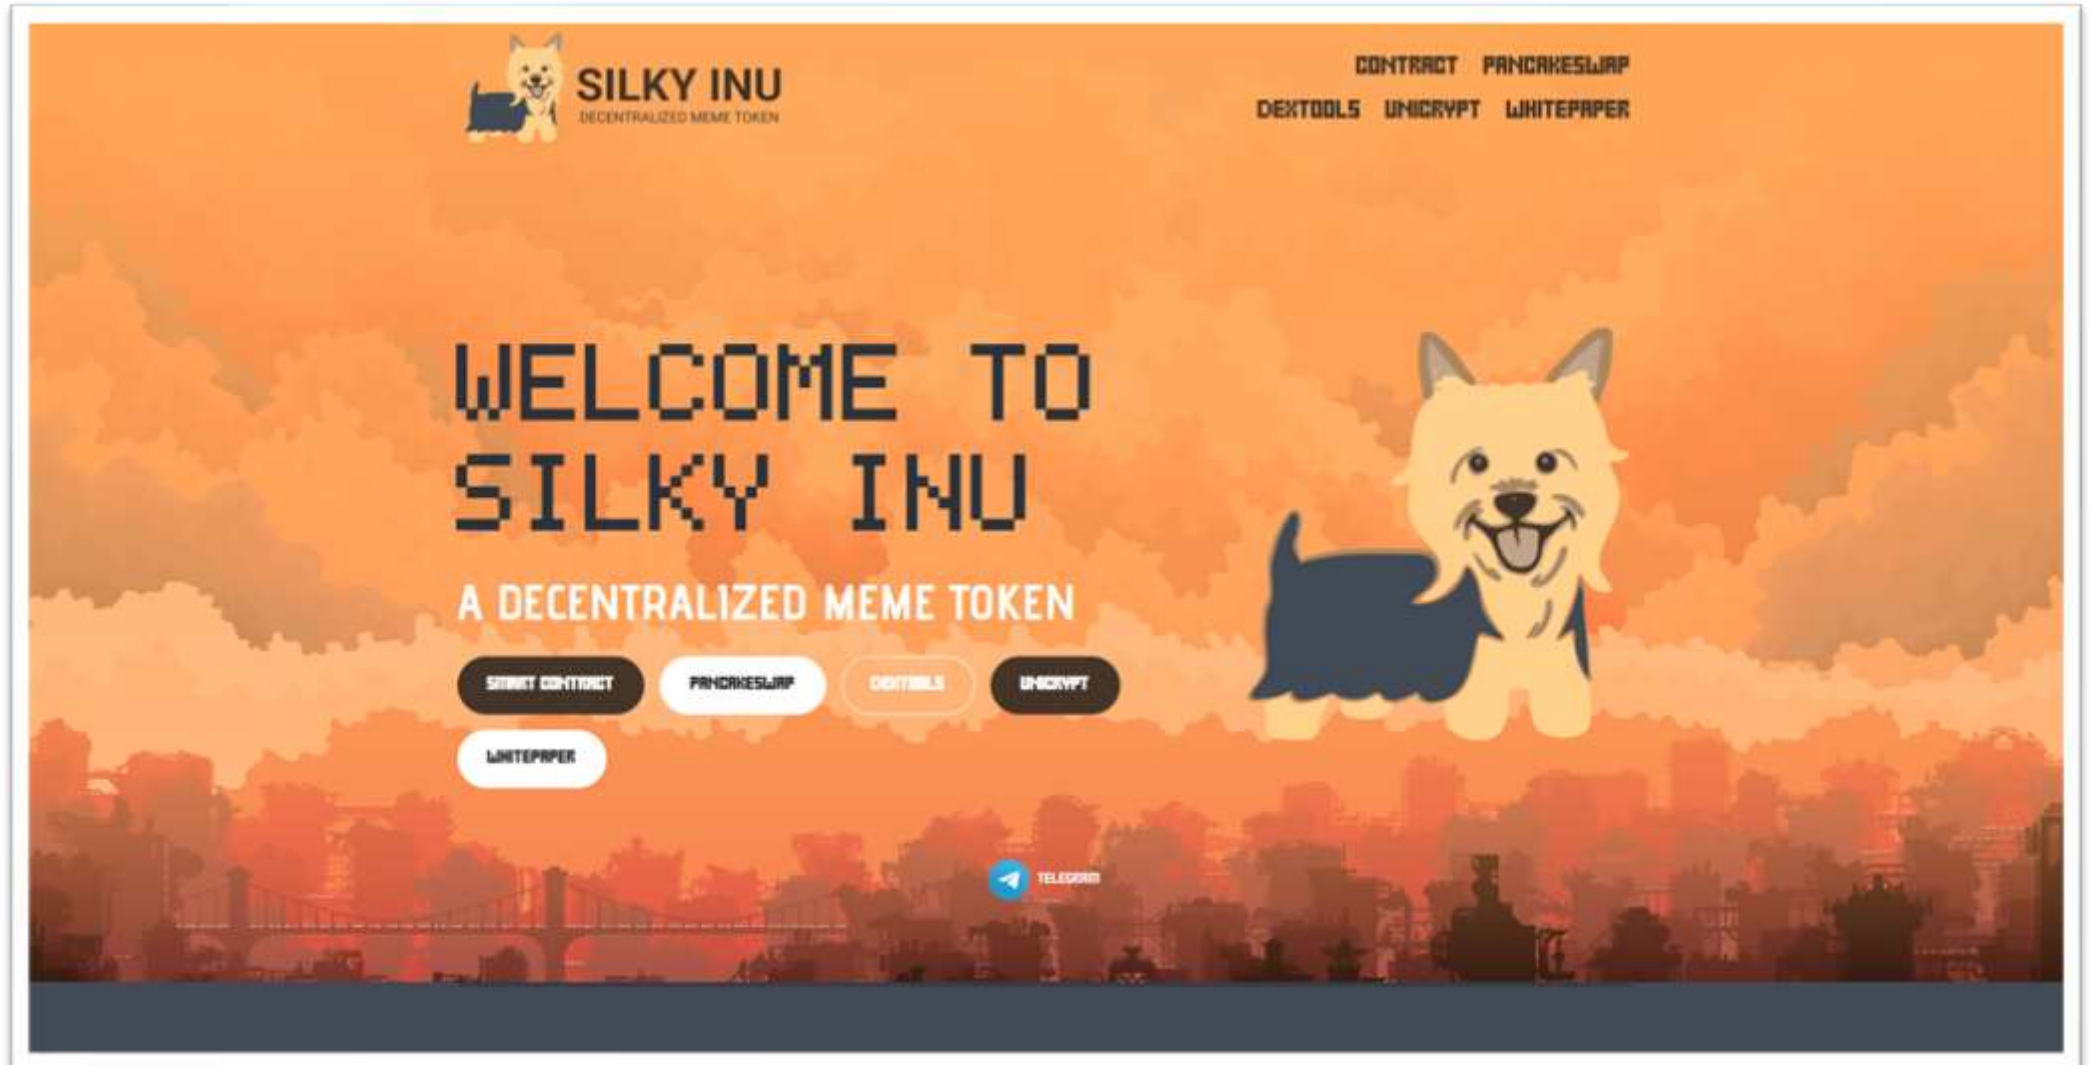 SILKY INU
DECENTRALIZED MEME TOKEN
CONTRACT PANCAKESWAP
DEXTOOLS UNICRYPT WHITEPAPER
WELCOME TO
SILKY INU
A DECENTRALIZED MEME TOKEN
SMART CONTRACT PANCAKESWAP DEXTOOLS UNICRYPT
WHITEPAPER
TELEGRAM